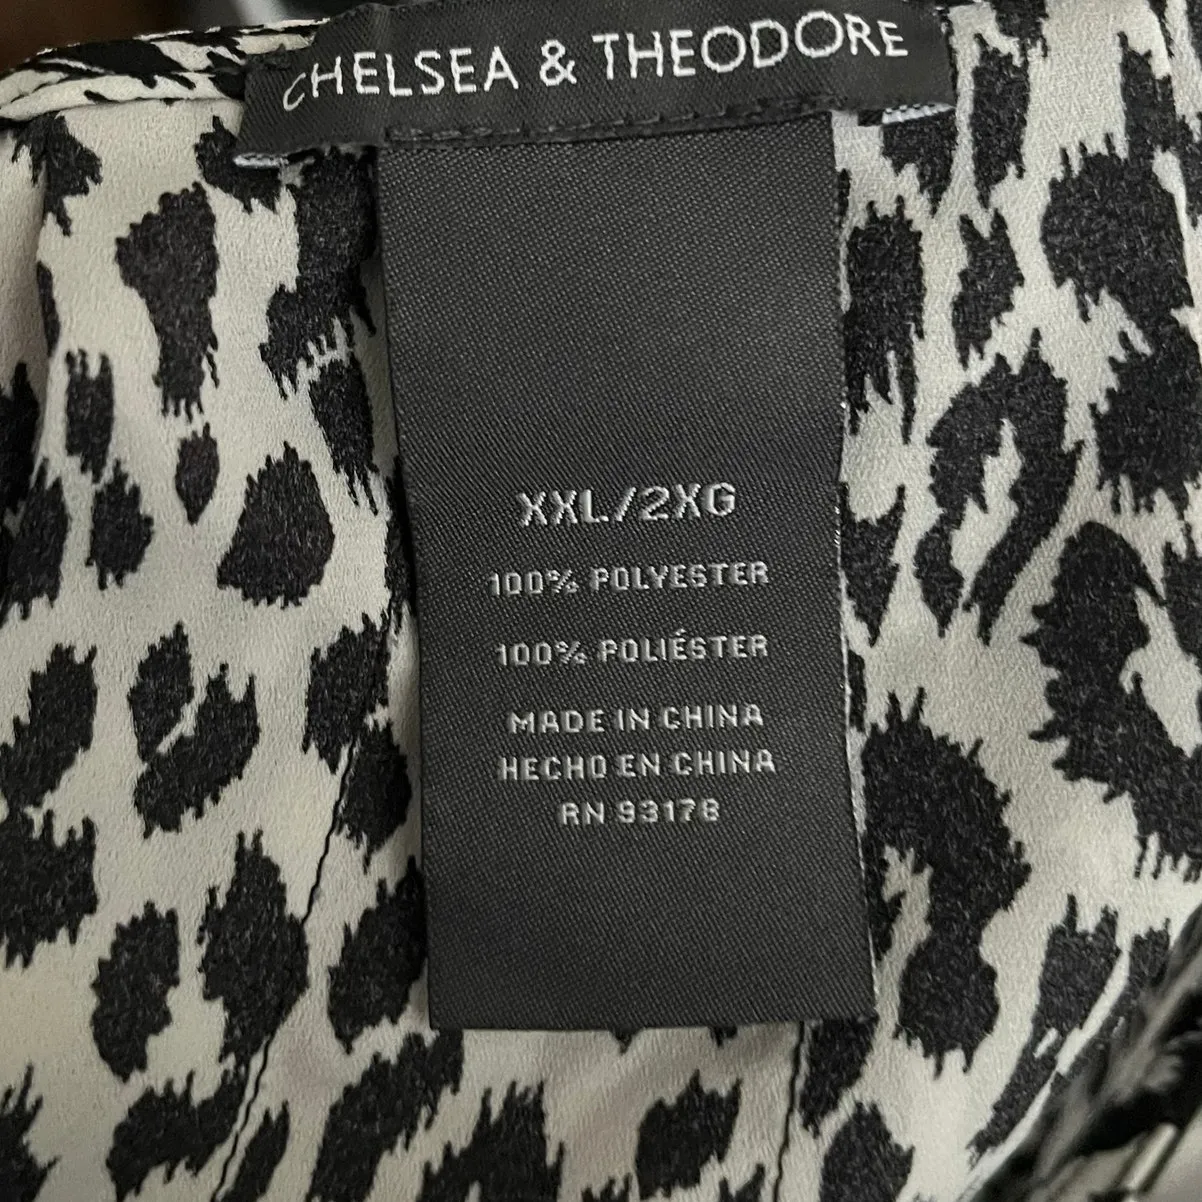 CHELSEA & THEODORE
XXL/2XG
100% POLYESTER
100% POLIÉSTER
MADE IN CHINA
HECHO EN CHINA
RN 93178